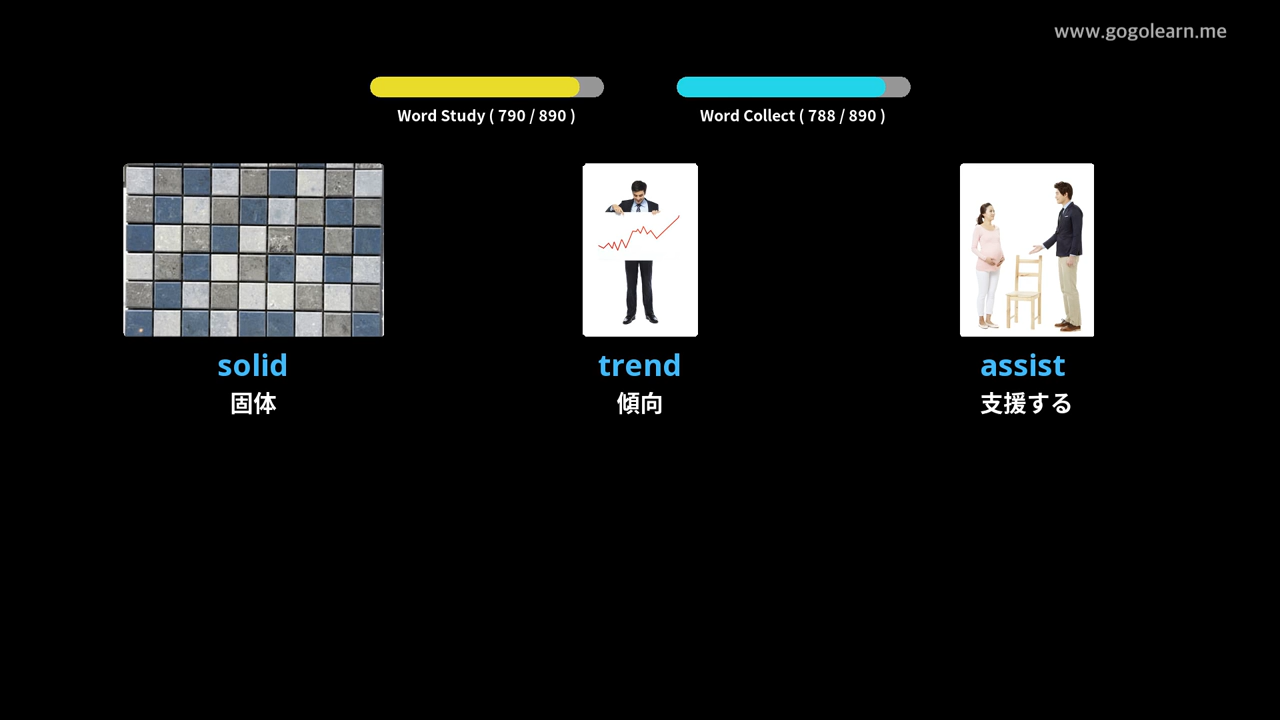 www.gogolearn.me
Word Study ( 790 / 890 )
Word Collect ( 788 / 890 )
solid
固体
trend
傾向
assist
支援する